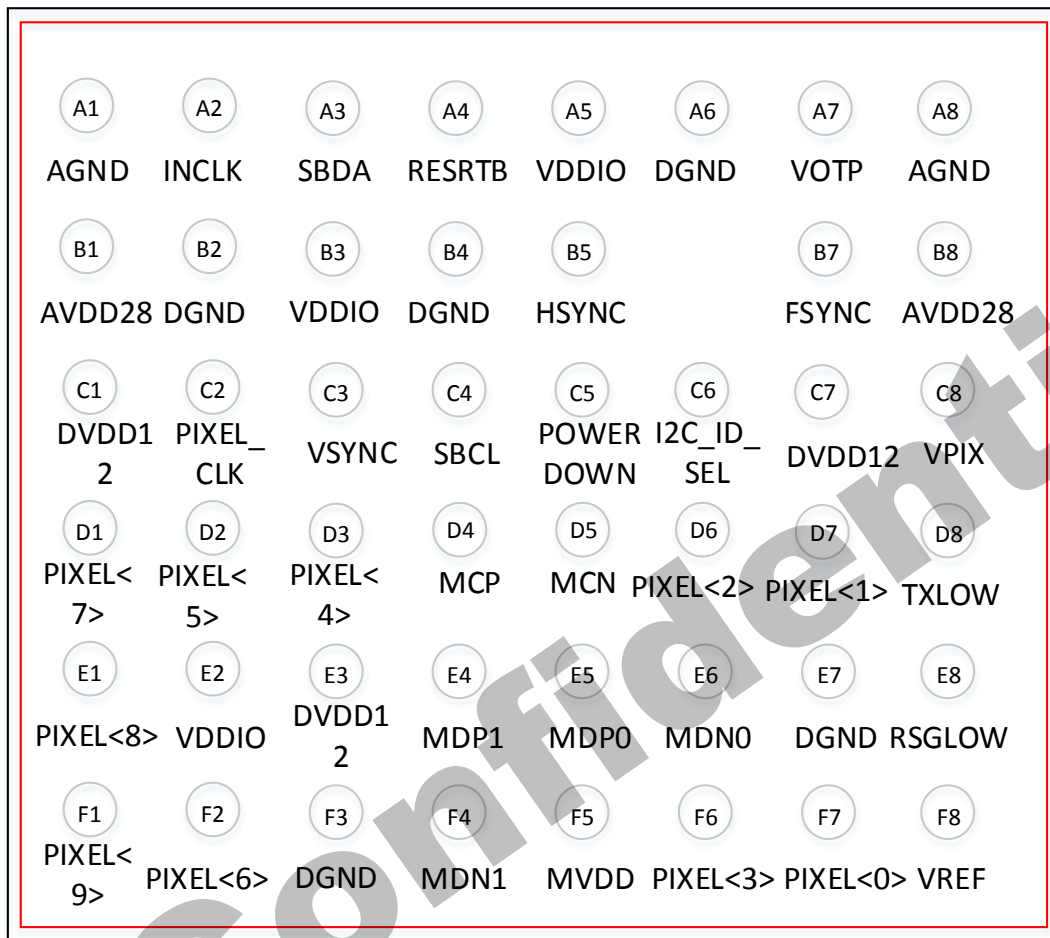 A1 A2 A3 A4 A5 A6 A7 A8
AGND INCLK SBDA RESRTB VDDIO DGND VOTP AGND
B1 B2 B3 B4 B5 B7 B8
AVDD28 DGND VDDIO DGND HSYNC FSYNC AVDD28
C1 C2 C3 C4 C5 C6 C7 C8
DVDD1 PIXEL_ VSYNC SBCL POWER I2C_ID_ DVDD12 VPIX
2 CLK DOWN SEL
D1 D2 D3 D4 D5 D6 D7 D8
PIXEL< PIXEL< PIXEL< MCP MCN PIXEL<2> PIXEL<1> TXLOW
7> 5> 4>
E1 E2 E3 E4 E5 E6 E7 E8
PIXEL<8> VDDIO DVDD1 MDP1 MDP0 MDN0 DGND RSGLOW
2
F1 F2 F3 F4 F5 F6 F7 F8
PIXEL< PIXEL<6> DGND MDN1 MVDD PIXEL<3> PIXEL<0> VREF
9>
Confidenti